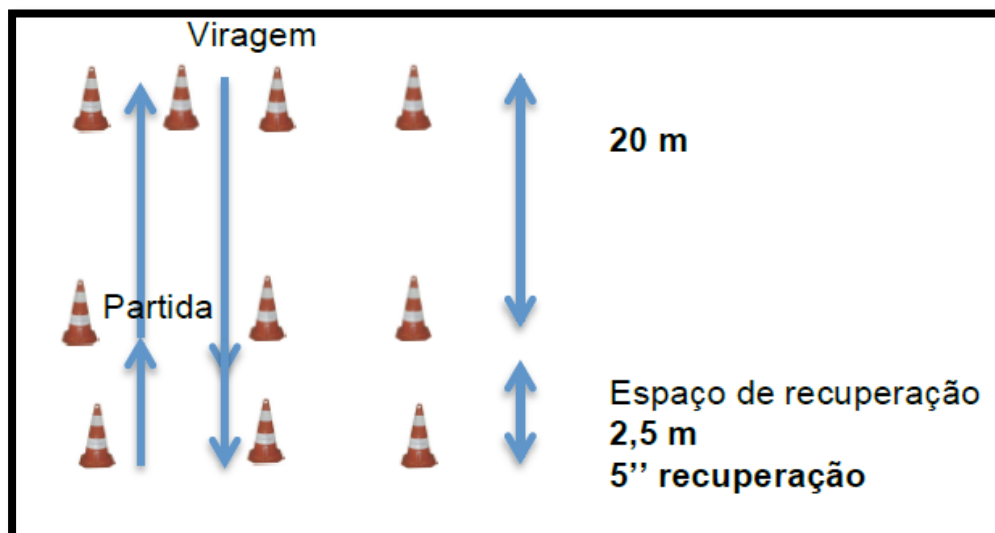 Viragem
20 m
Partida
Espaço de recuperação
2,5 m
5’’ recuperação